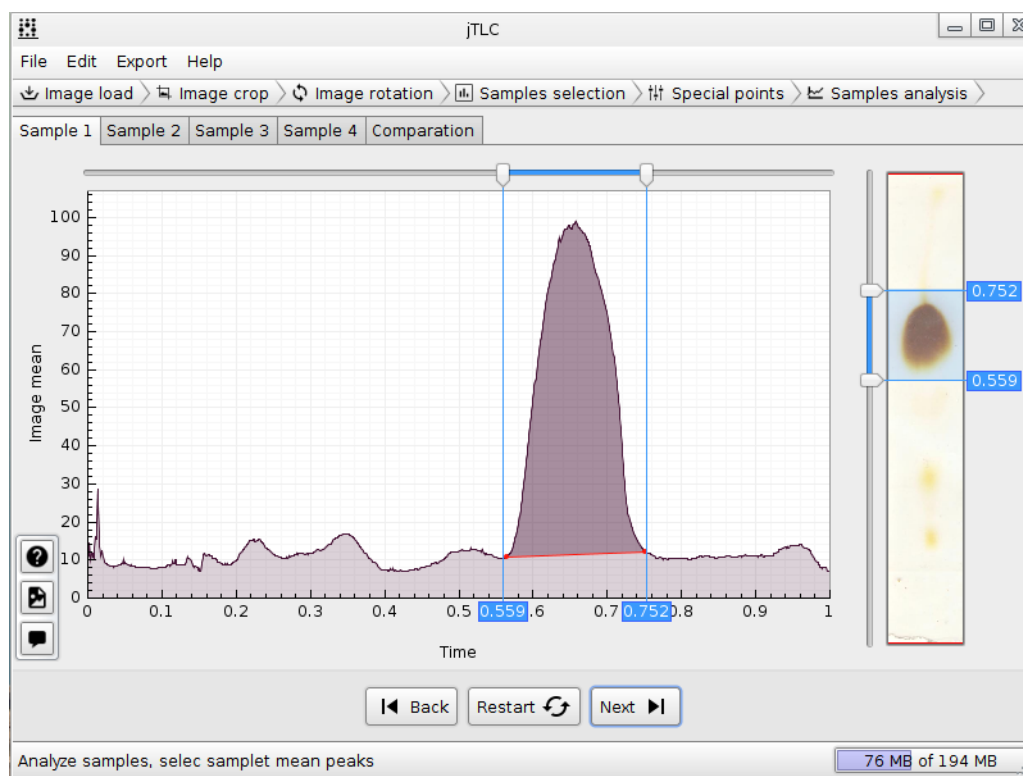 jTLC
File Edit Export Help
Image load Image crop Image rotation Samples selection Special points Samples analysis
Sample 1 Sample 2 Sample 3 Sample 4 Comparation
100
90
80
70
60
50
40
30
20
10
0
Image mean
0 0.1 0.2 0.3 0.4 0.5 0.559 .6 0.7 0.752 0.8 0.9 1
Time
0.752
0.559
Back Restart Next
Analyze samples, selec samplet mean peaks
76 MB of 194 MB